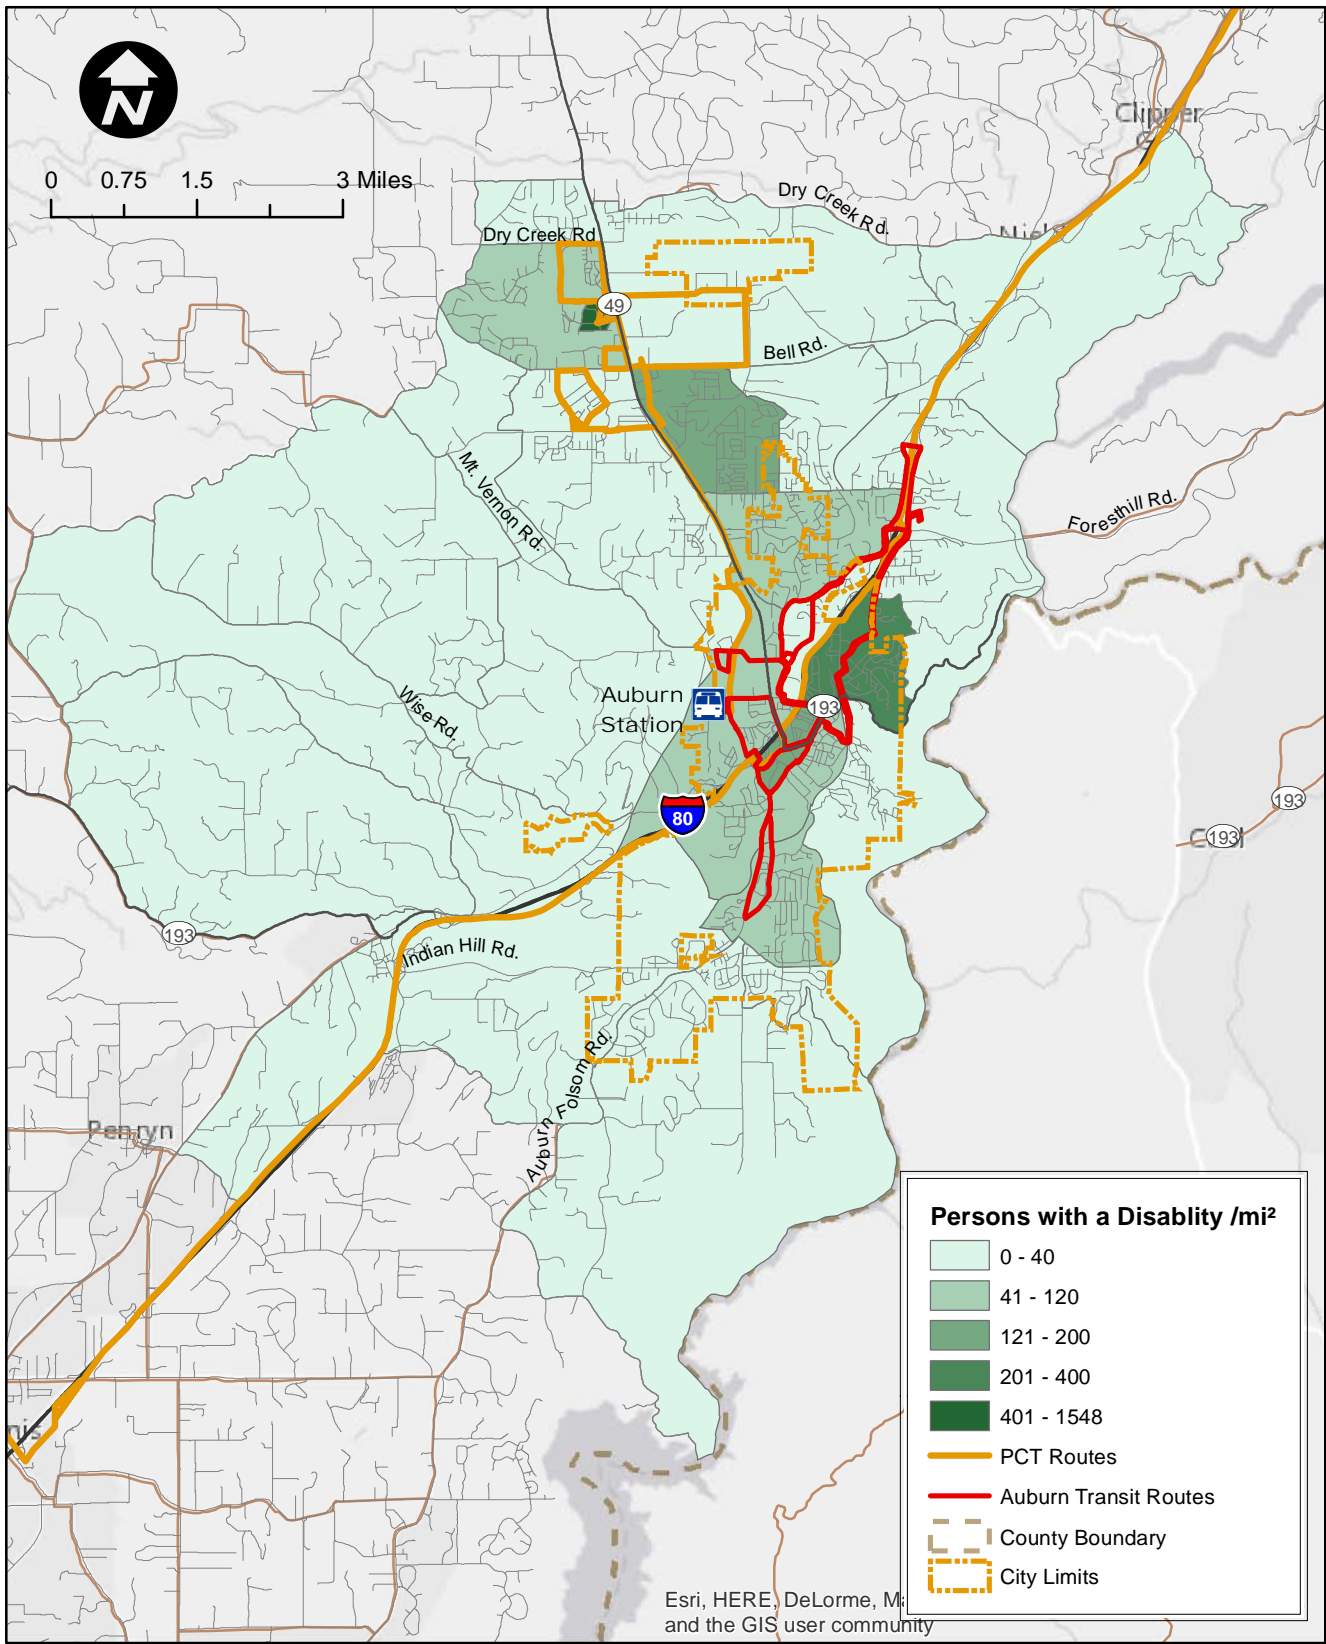 N
Clipper
0 0.75 1.5 3 Miles
Dry Creek Rd.
Dry Creek Rd
49
Bell Rd.
Mt. Vernon Rd.
Foresthill Rd.
Wise Rd.
Auburn
Station
193
80
193
193
193
Indian Hill Rd.
Auburn Folsom Rd.
Penryn
Persons with a Disablity /mi²
0 - 40
41 - 120
121 - 200
201 - 400
401 - 1548
PCT Routes
Auburn Transit Routes
County Boundary
City Limits
Esri, HERE, DeLorme,
and the GIS user community